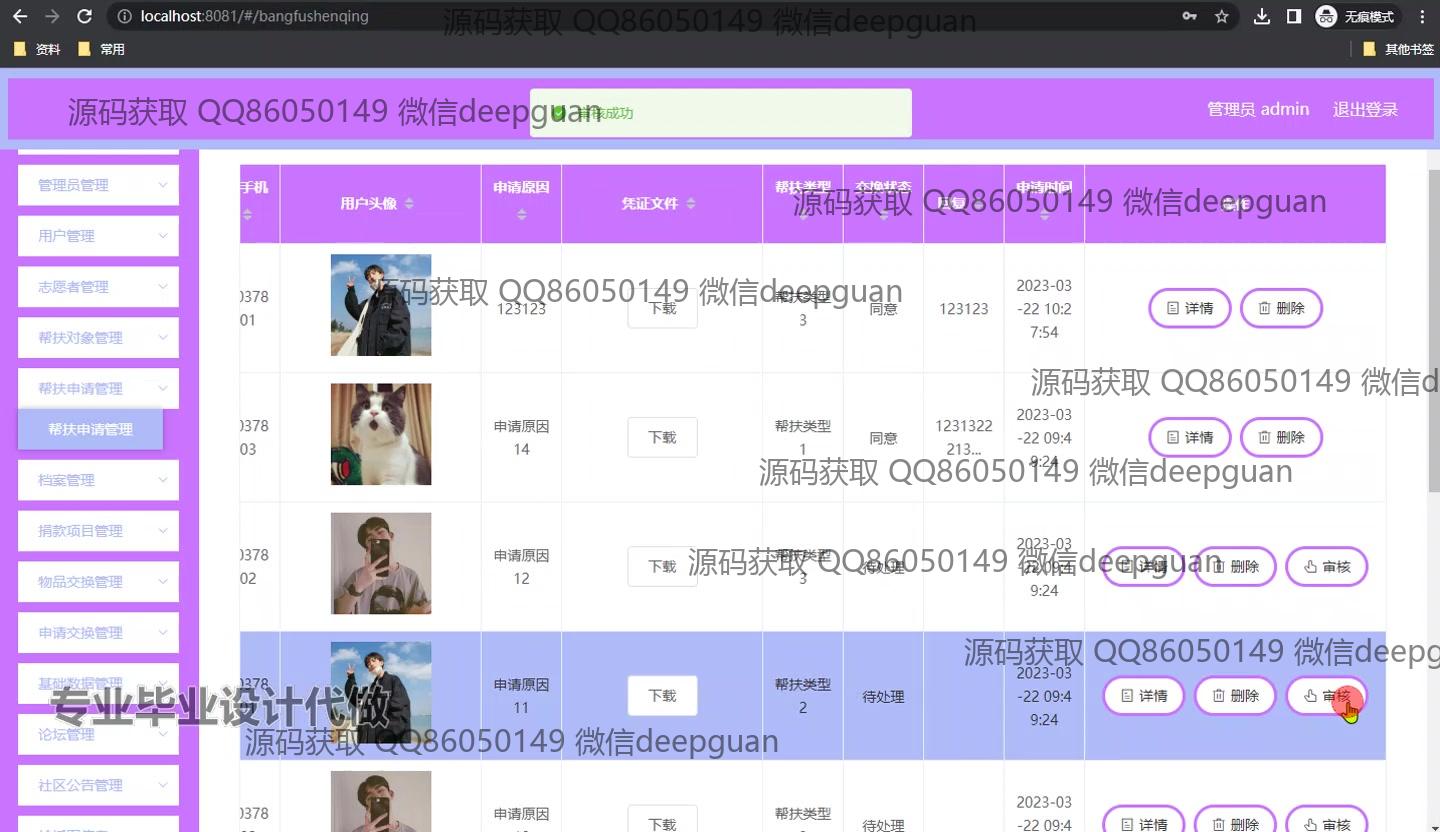 localhost:8081/#/bangfushenqing
无痕模式
资料
常用
其他书签
源码获取 QQ86050149 微信deepguan
源码获取 QQ86050149 微信deepguan
审核成功
管理员 admin
退出登录
管理员管理
用户管理
志愿者管理
帮扶对象管理
帮扶申请管理
帮扶申请管理
档案管理
捐款项目管理
物品交换管理
申请交换管理
基础数据管理
论坛管理
社区公告管理
手机
用户头像
申请原因
凭证文件
帮扶类型
交换状态
回复
申请时间
操作
源码获取 QQ86050149 微信deepguan
0378
01
123123
下载
帮扶类型
3
同意
123123
2023-03
-22 10:2
7:54
详情
删除
源码获取 QQ86050149 微信deepguan
源码获取 QQ86050149 微信d
0378
03
申请原因
14
下载
帮扶类型
1
同意
1231322
213...
2023-03
-22 09:4
9:24
详情
删除
源码获取 QQ86050149 微信deepguan
0378
02
申请原因
12
下载
帮扶类型
3
待处理
2023-03
-22 09:4
9:24
详情
删除
审核
源码获取 QQ86050149 微信deepguan
源码获取 QQ86050149 微信deepg
0378
申请原因
11
下载
帮扶类型
2
待处理
2023-03
-22 09:4
9:24
详情
删除
审核
专业毕业设计代做
源码获取 QQ86050149 微信deepguan
0378
申请原因
下载
帮扶类型
待处理
2023-03
-22 09:4
详情
删除
审核